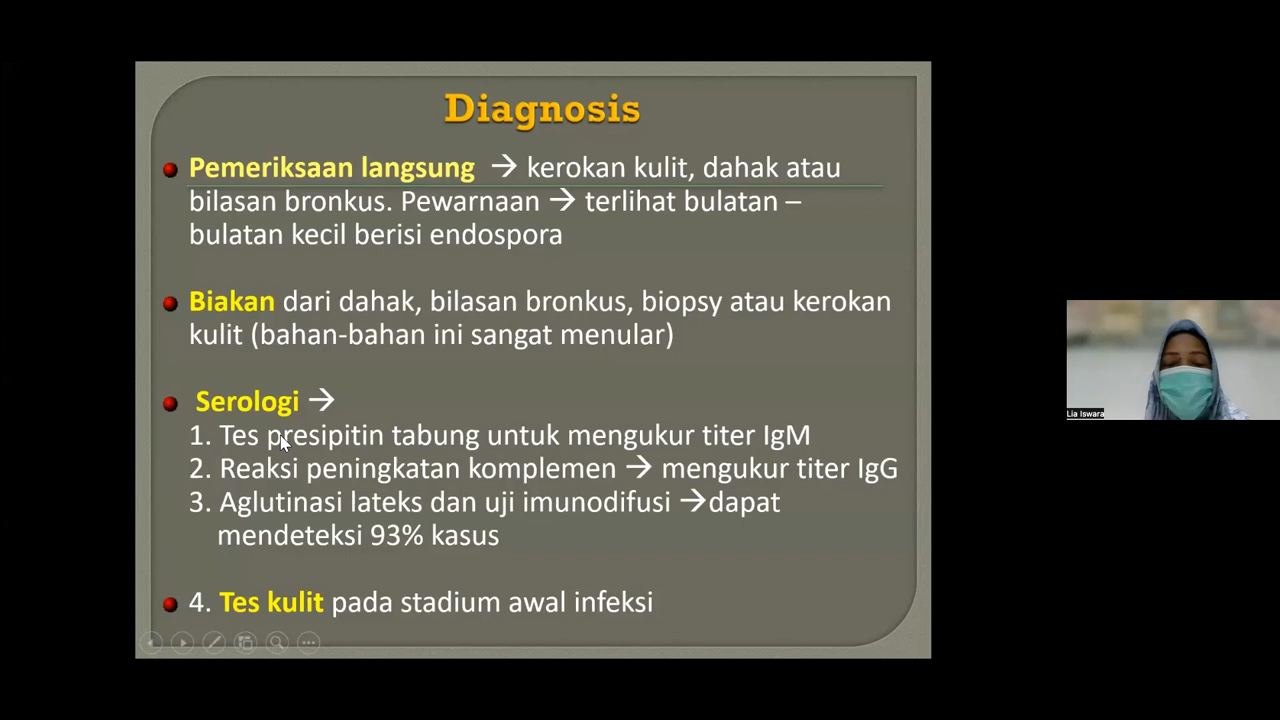 Diagnosis
Pemeriksaan langsung → kerokan kulit, dahak atau
bilasan bronkus. Pewarnaan → terlihat bulatan –
bulatan kecil berisi endospora
Biakan dari dahak, bilasan bronkus, biopsy atau kerokan
kulit (bahan-bahan ini sangat menular)
Serologi →
1. Tes presipitin tabung untuk mengukur titer IgM
2. Reaksi peningkatan komplemen → mengukur titer IgG
3. Aglutinasi lateks dan uji imunodifusi →dapat
mendeteksi 93% kasus
4. Tes kulit pada stadium awal infeksi
Lia Iswara